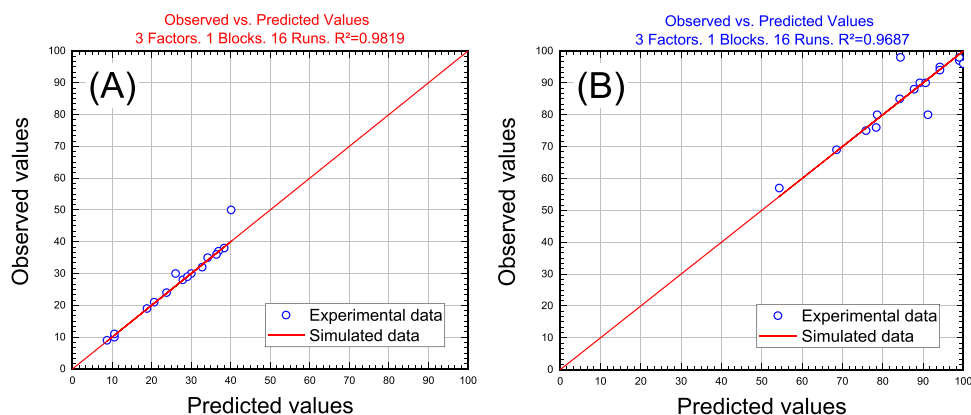 Observed vs. Predicted Values
3 Factors. 1 Blocks. 16 Runs. R²=0.9819
(A)
Observed values
100
90
80
70
60
50
40
30
20
10
0
Experimental data
Simulated data
0 10 20 30 40 50 60 70 80 90 100
Predicted values
Observed vs. Predicted Values
3 Factors. 1 Blocks. 16 Runs. R²=0.9687
(B)
Observed values
100
90
80
70
60
50
40
30
20
10
0
Experimental data
Simulated data
0 10 20 30 40 50 60 70 80 90 100
Predicted values